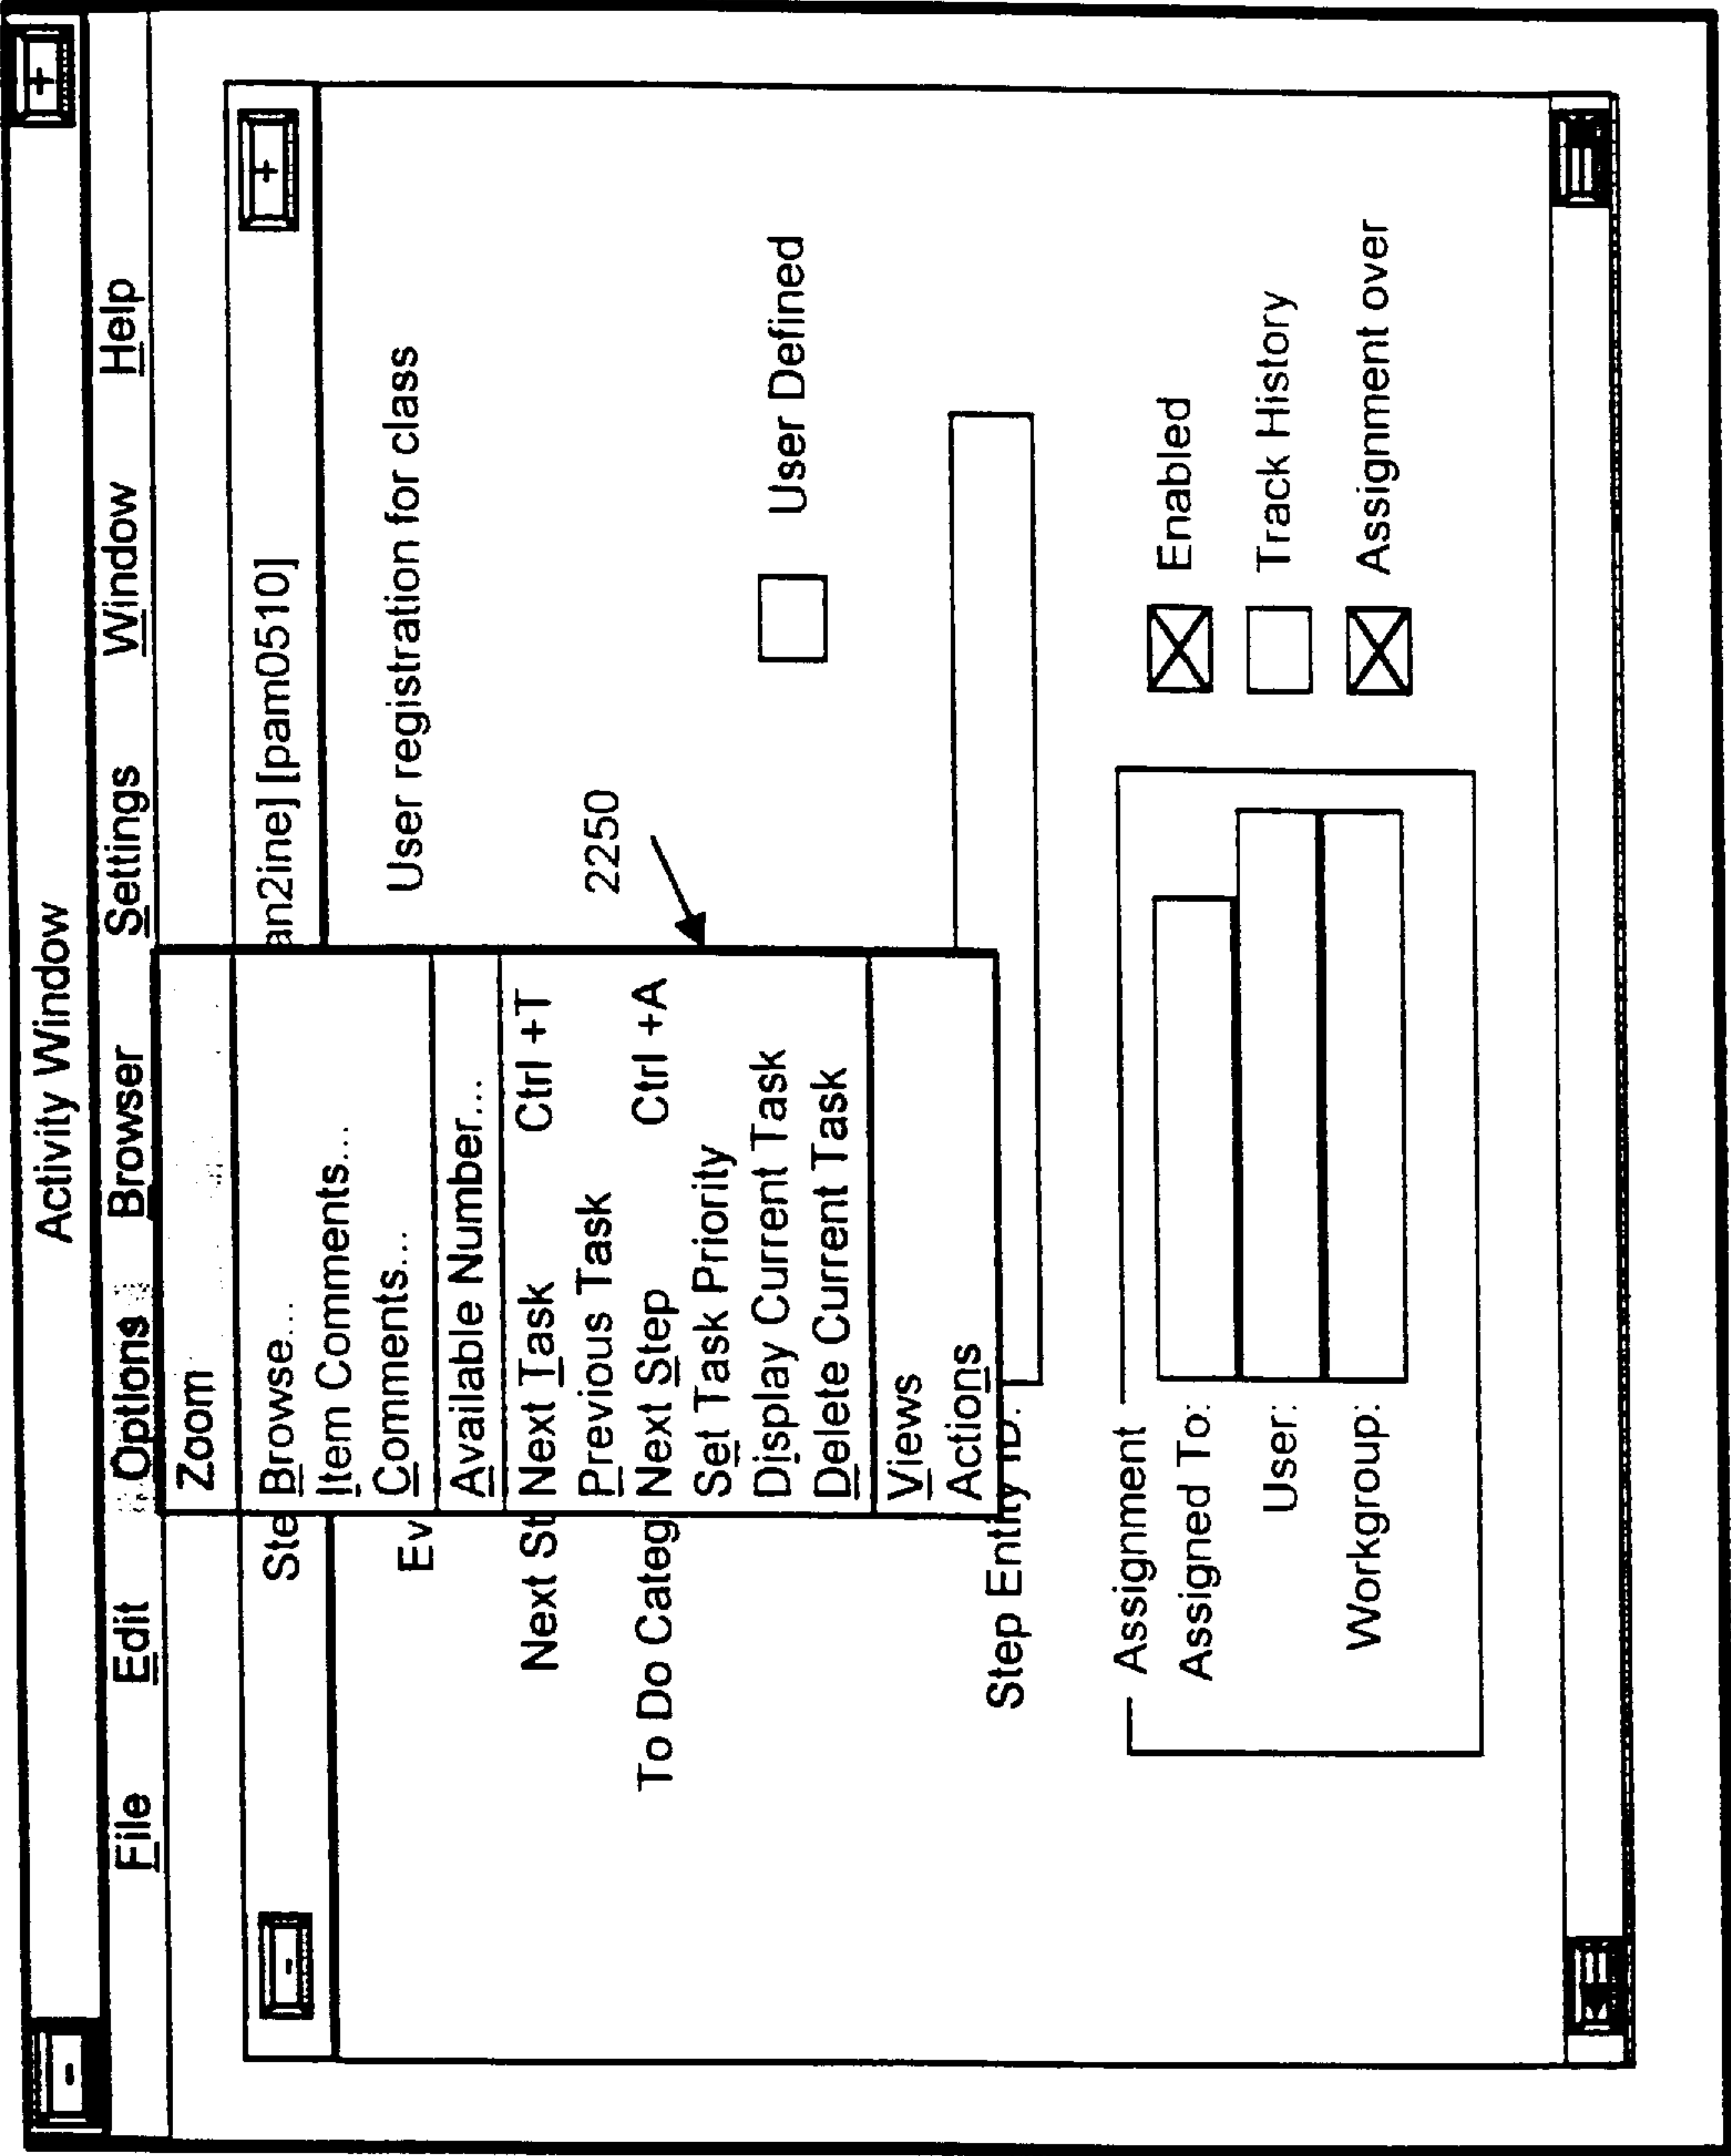 Activity Window
- +
File Edit Options Browser Settings Window Help
Zoom
- Ste an2ine] [pam0510] +
Browse...
Item Comments...
Ev Comments... User registration for class
Available Number...
Next St Next Task Ctrl +T
Previous Task 2250
To Do Categ Next Step Ctrl +A
Set Task Priority
Display Current Task User Defined
Delete Current Task
Views
Actions
Step Entity ID:
Assignment
Assigned To: Enabled
User: Track History
Workgroup: Assignment over